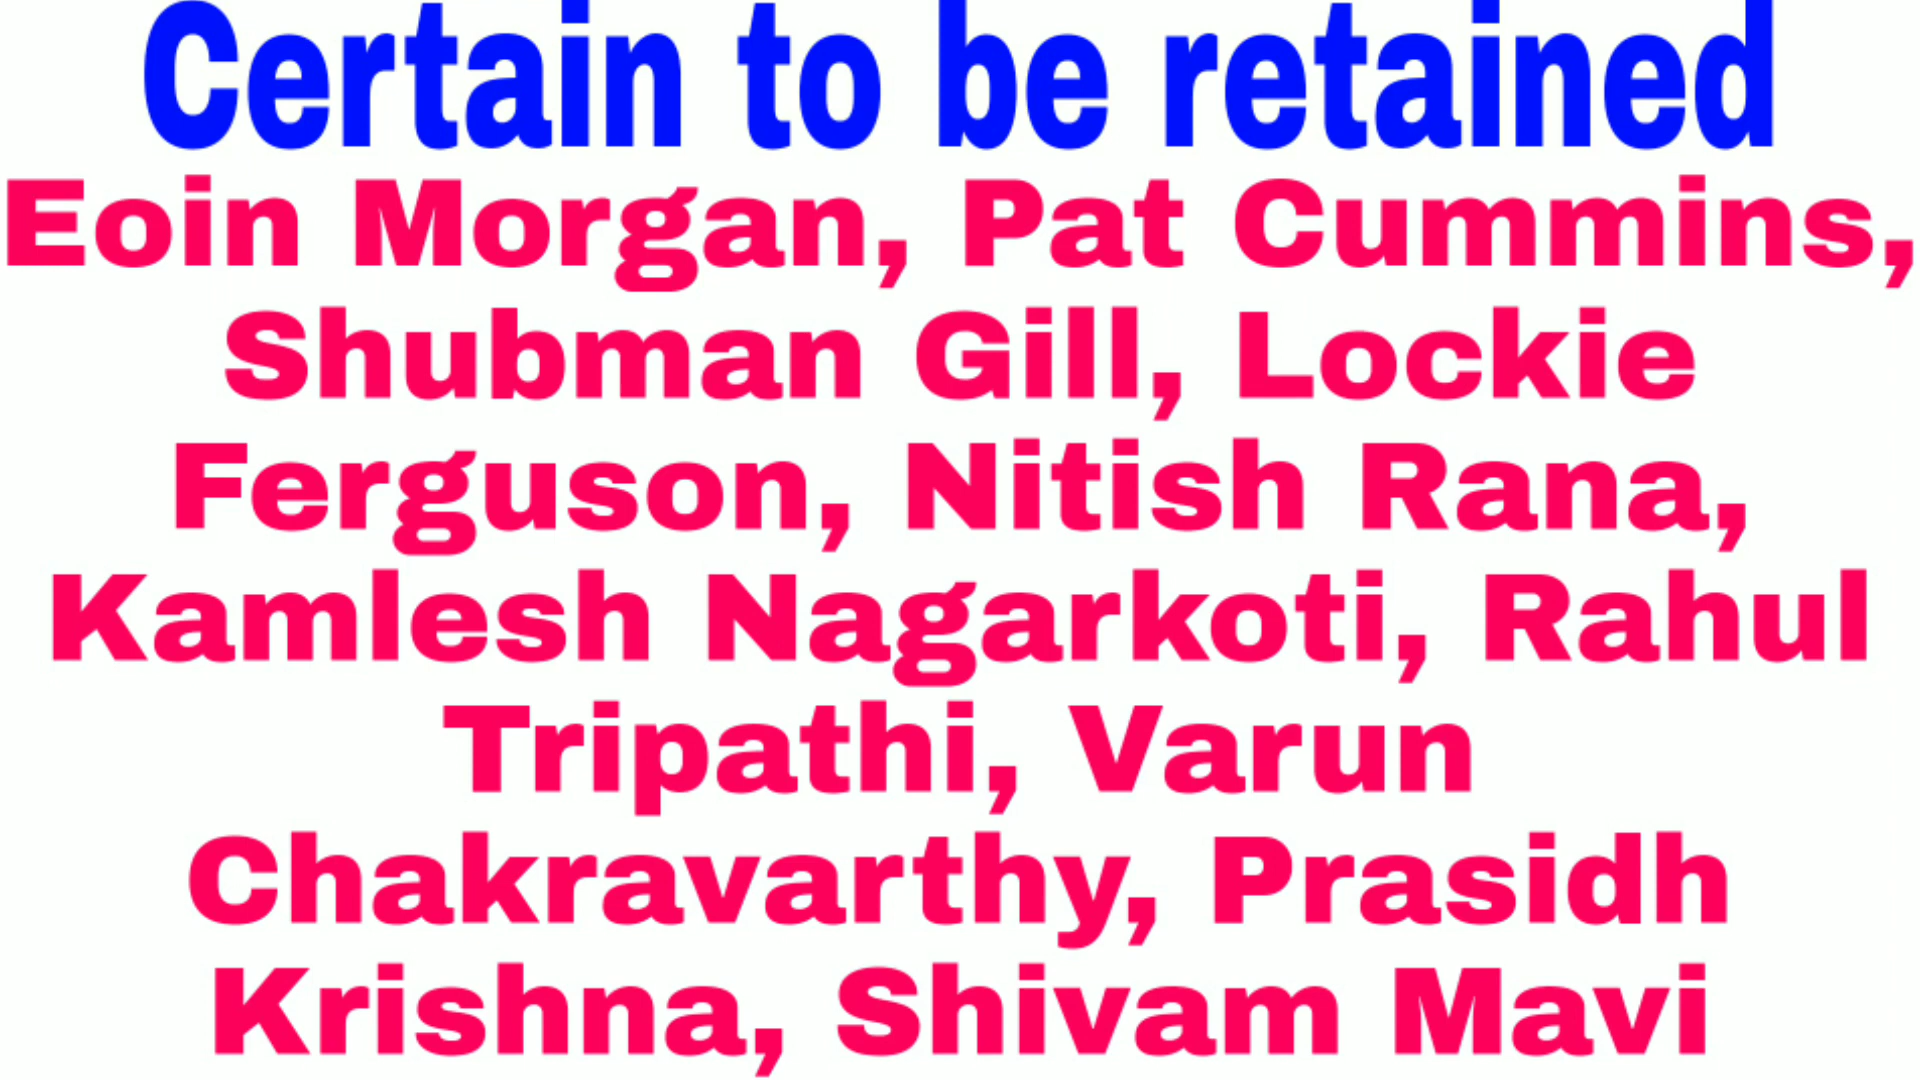 Certain to be retained
Eoin Morgan, Pat Cummins,
Shubman Gill, Lockie
Ferguson, Nitish Rana,
Kamlesh Nagarkoti, Rahul
Tripathi, Varun
Chakravarthy, Prasidh
Krishna, Shivam Mavi